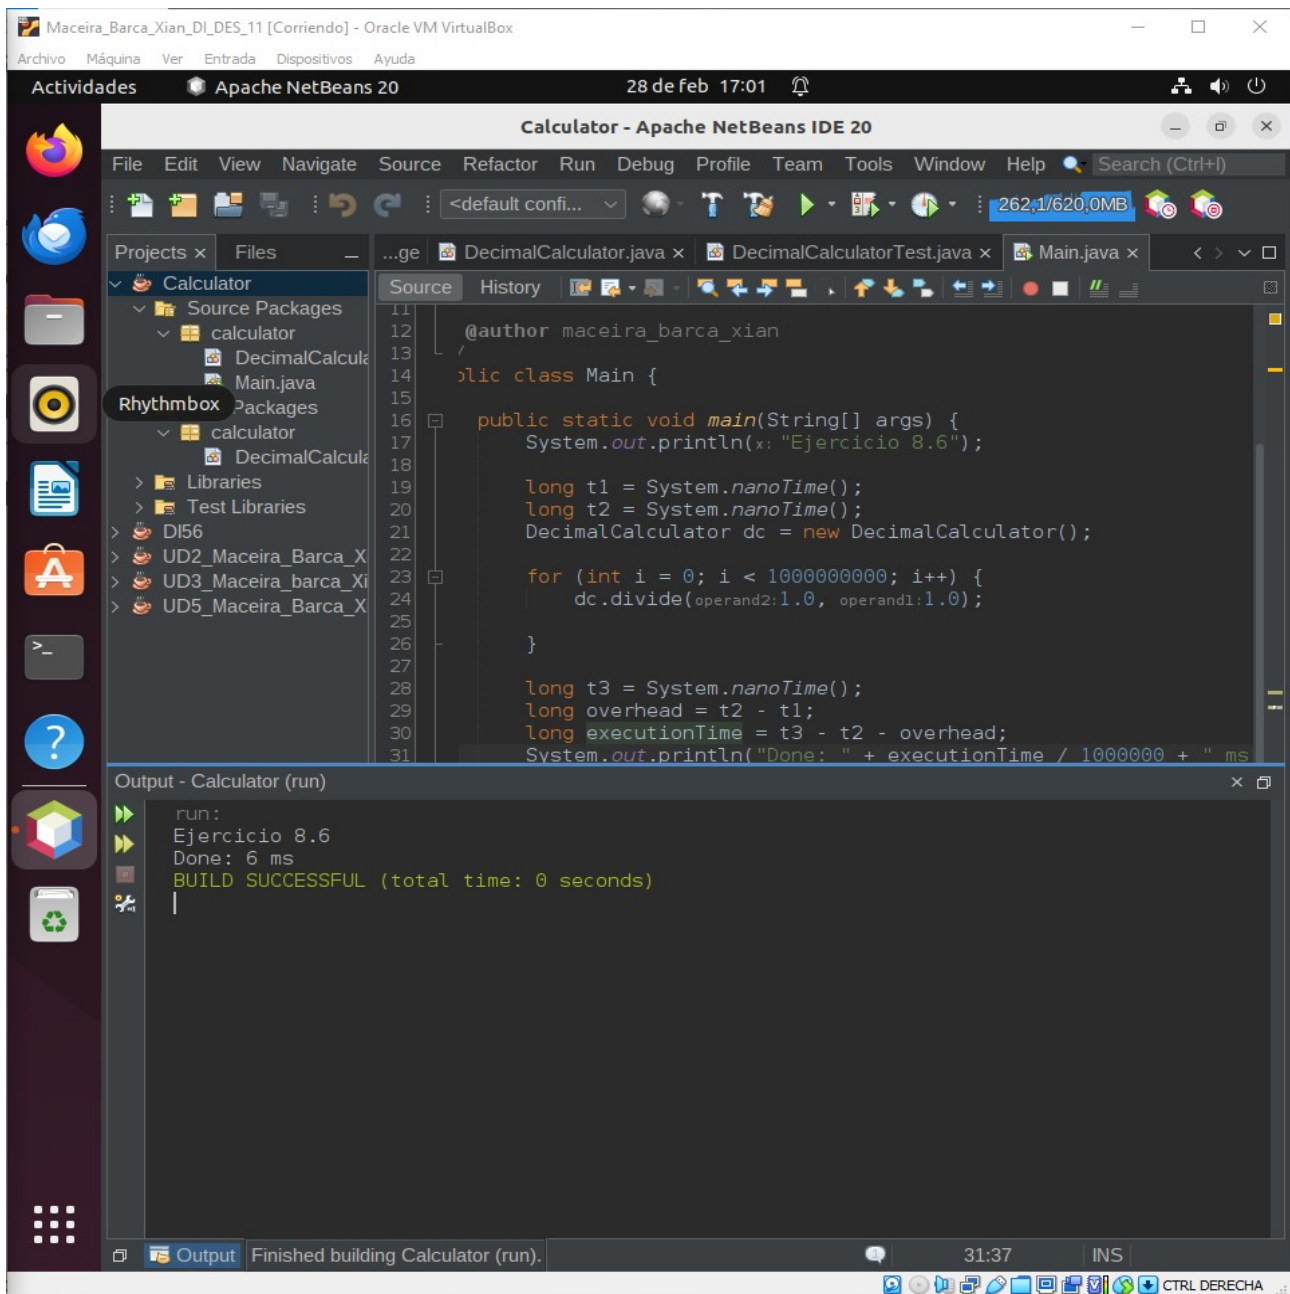 Maceira_Barca_Xian_DI_DES_11 [Corriendo] - Oracle VM VirtualBox
Archivo Máquina Ver Entrada Dispositivos Ayuda
Actividades Apache NetBeans 20 28 de feb 17:01
Calculator - Apache NetBeans IDE 20
File Edit View Navigate Source Refactor Run Debug Profile Team Tools Window Help Search (Ctrl+I)
<default confi... 262,1/620,0MB
Projects × Files
...ge DecimalCalculator.java × DecimalCalculatorTest.java × Main.java ×
Source History
Calculator
Source Packages
calculator
DecimalCalcula
Main.java
Rhythmbox
Packages
calculator
DecimalCalcula
Libraries
Test Libraries
DI56
UD2_Maceira_Barca_X
UD3_Maceira_barca_Xi
UD5_Maceira_Barca_X
11
12 @author maceira_barca_xian
13 /
14 blic class Main {
15
16 public static void main(String[] args) {
17 System.out.println(x: "Ejercicio 8.6");
18
19 long t1 = System.nanoTime();
20 long t2 = System.nanoTime();
21 DecimalCalculator dc = new DecimalCalculator();
22
23 for (int i = 0; i < 1000000000; i++) {
24 dc.divide(operand2:1.0, operand1:1.0);
25
26 }
27
28 long t3 = System.nanoTime();
29 long overhead = t2 - t1;
30 long executionTime = t3 - t2 - overhead;
31 System.out.println("Done: " + executionTime / 1000000 + " ms
Output - Calculator (run)
run:
Ejercicio 8.6
Done: 6 ms
BUILD SUCCESSFUL (total time: 0 seconds)
Output Finished building Calculator (run). 1 31:37 INS
CTRL DERECHA